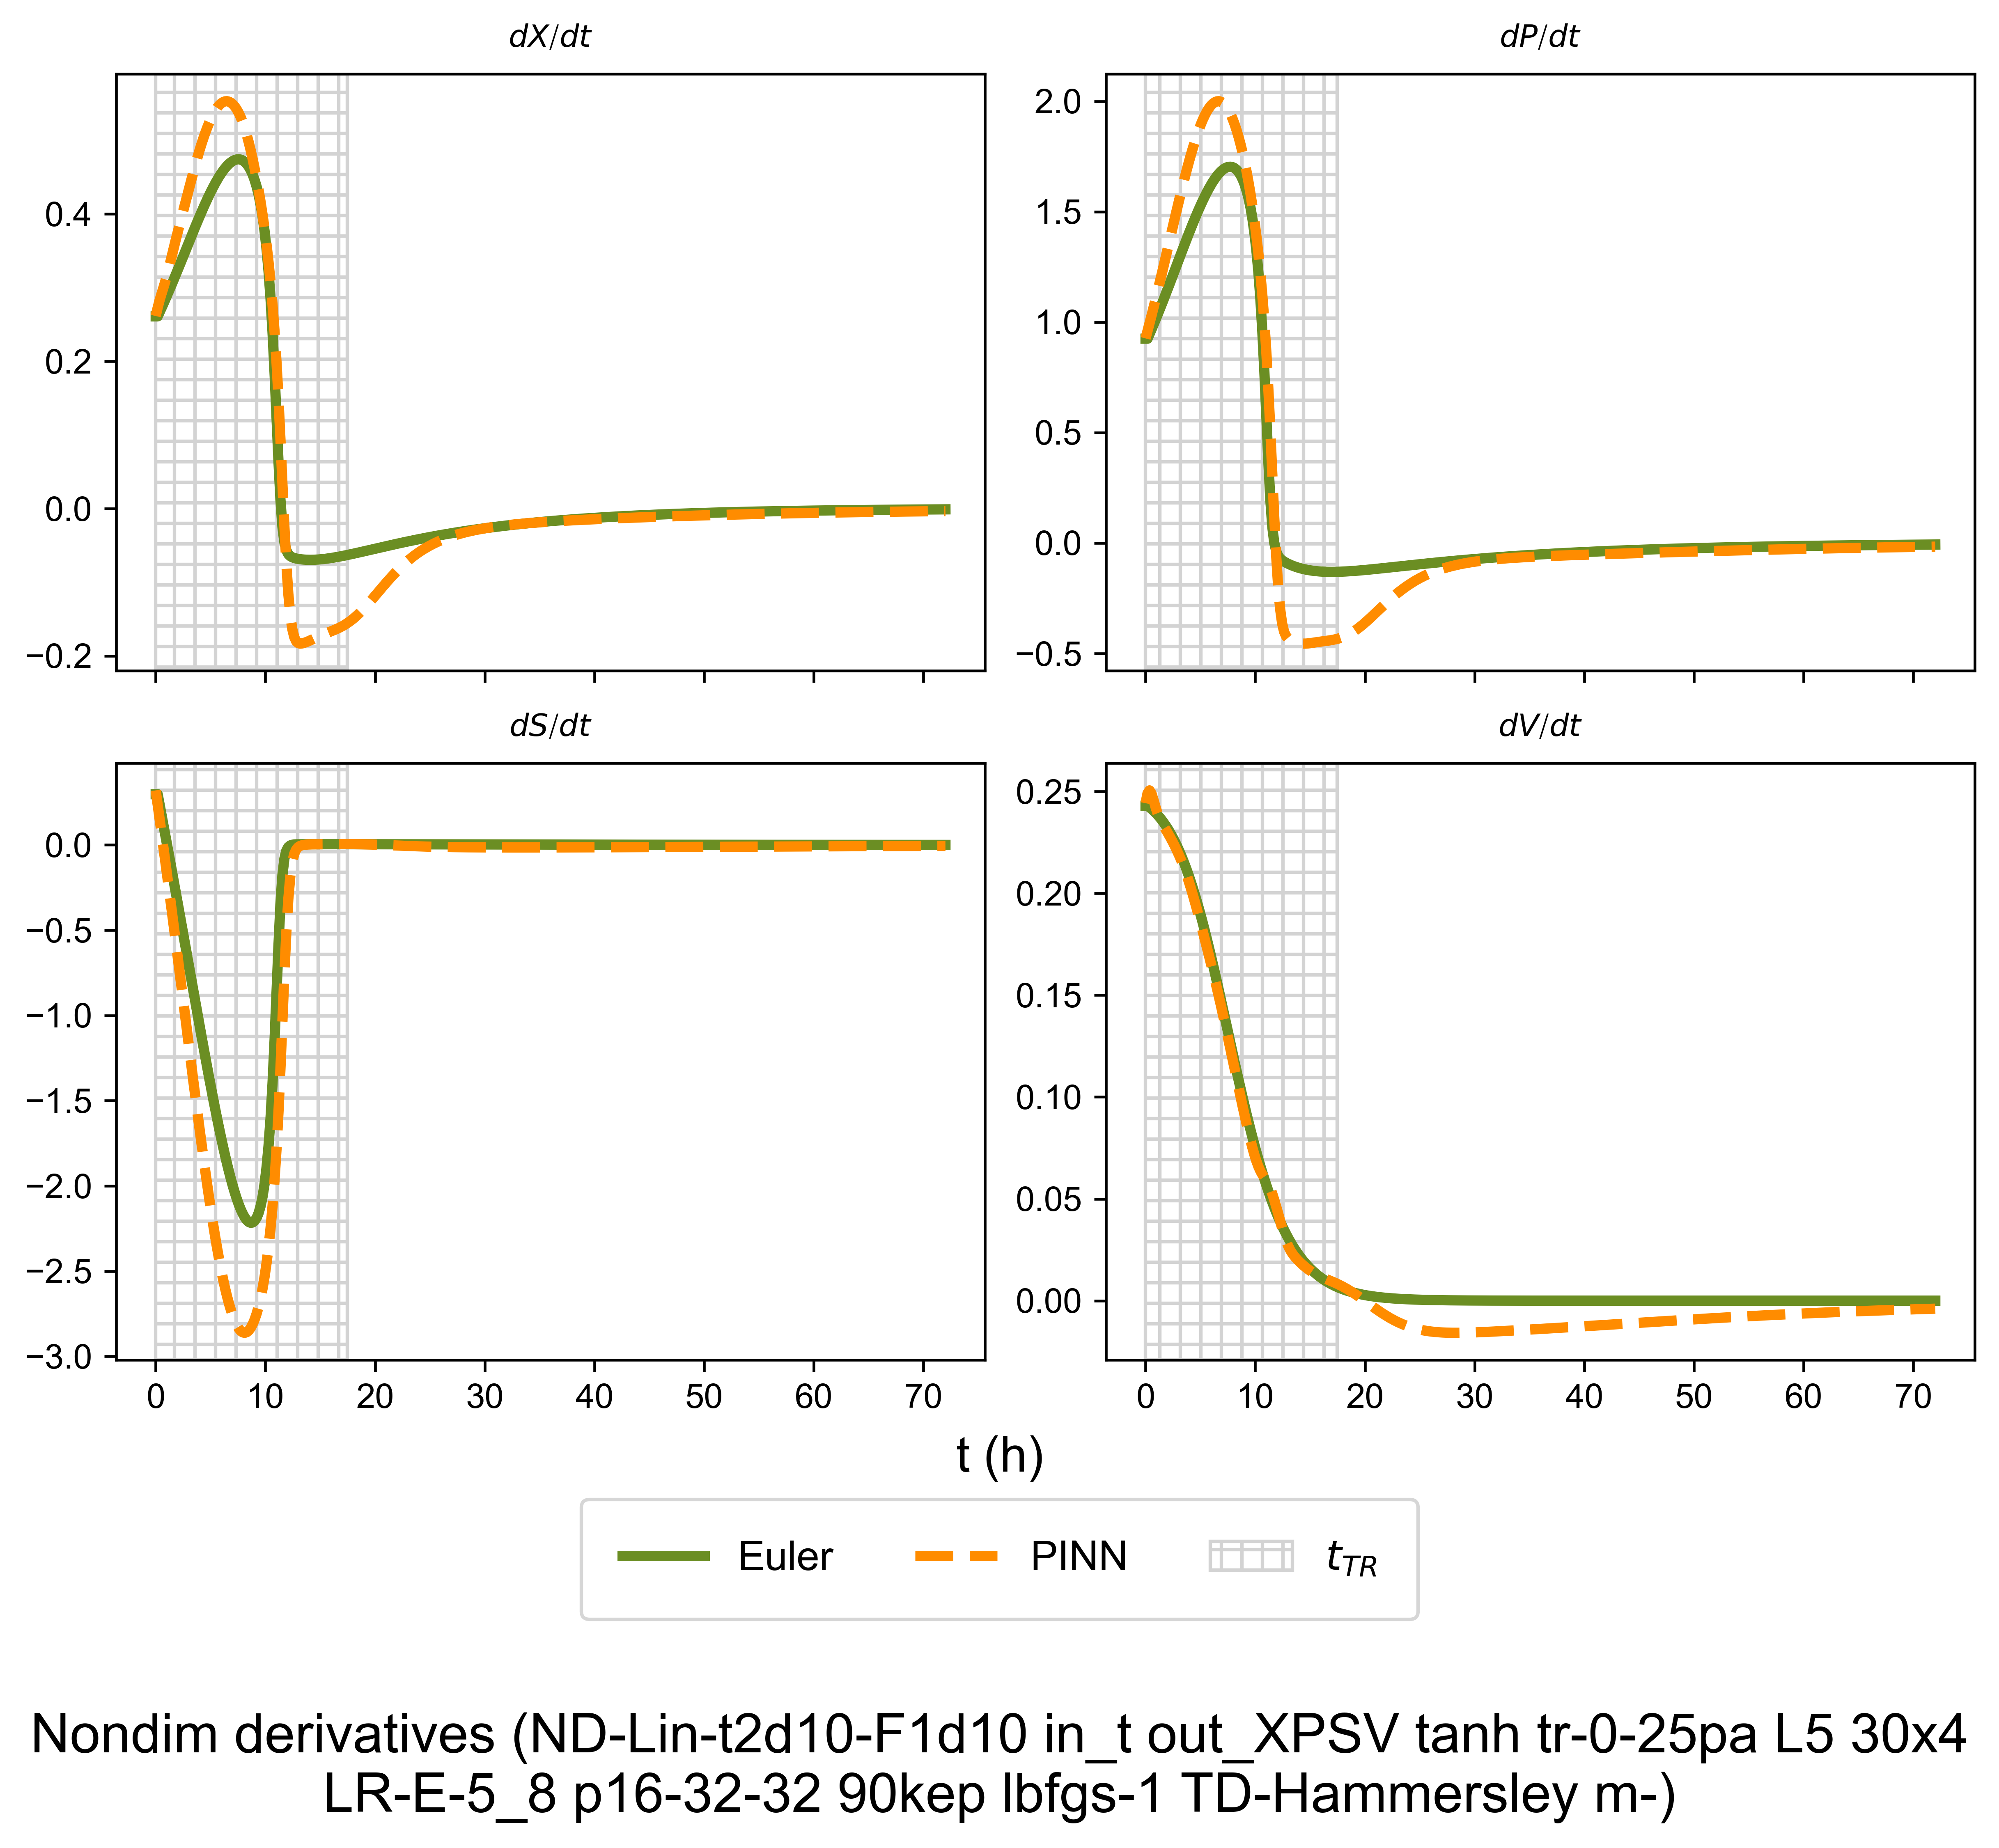 dX/dt
dP/dt
0.4
0.2
0.0
−0.2
2.0
1.5
1.0
0.5
0.0
−0.5
dS/dt
dV/dt
0.0
−0.5
−1.0
−1.5
−2.0
−2.5
−3.0
0.25
0.20
0.15
0.10
0.05
0.00
0 10 20 30 40 50 60 70
0 10 20 30 40 50 60 70
t (h)
Euler PINN t_TR
Nondim derivatives (ND-Lin-t2d10-F1d10 in_t out_XPSV tanh tr-0-25pa L5 30x4
LR-E-5_8 p16-32-32 90kep lbfgs-1 TD-Hammersley m-)